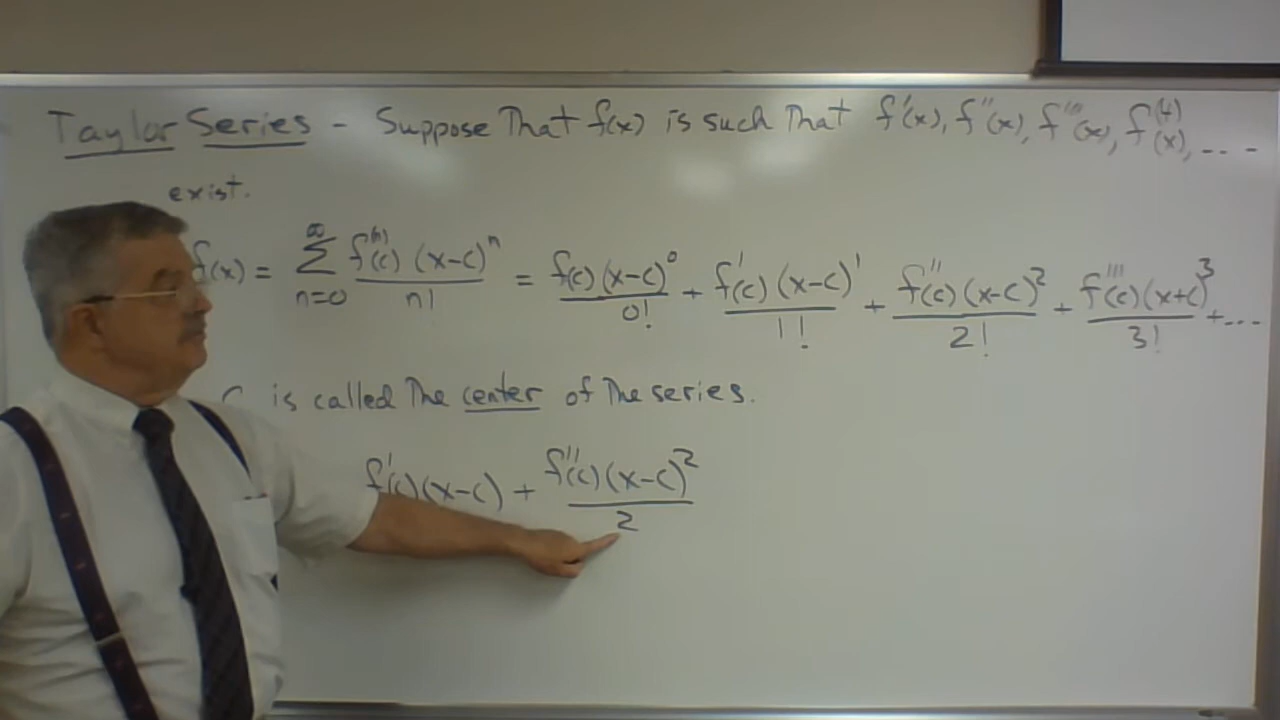 Taylor Series - Suppose That f(x) is such that f'(x), f''(x), f'''(x), f⁽⁴⁾(x), ....
exist.
f(x) = ∑_{n=0}^{∞} f⁽ⁿ⁾(c) (x-c)ⁿ / n! = f(c) (x-c)⁰ / 0! + f'(c) (x-c)¹ / 1! + f''(c) (x-c)² / 2! + f'''(c) (x+c)³ / 3! + ...
C is called The center of The series.
f'(c)(x-c) + f''(c)(x-c)² / 2